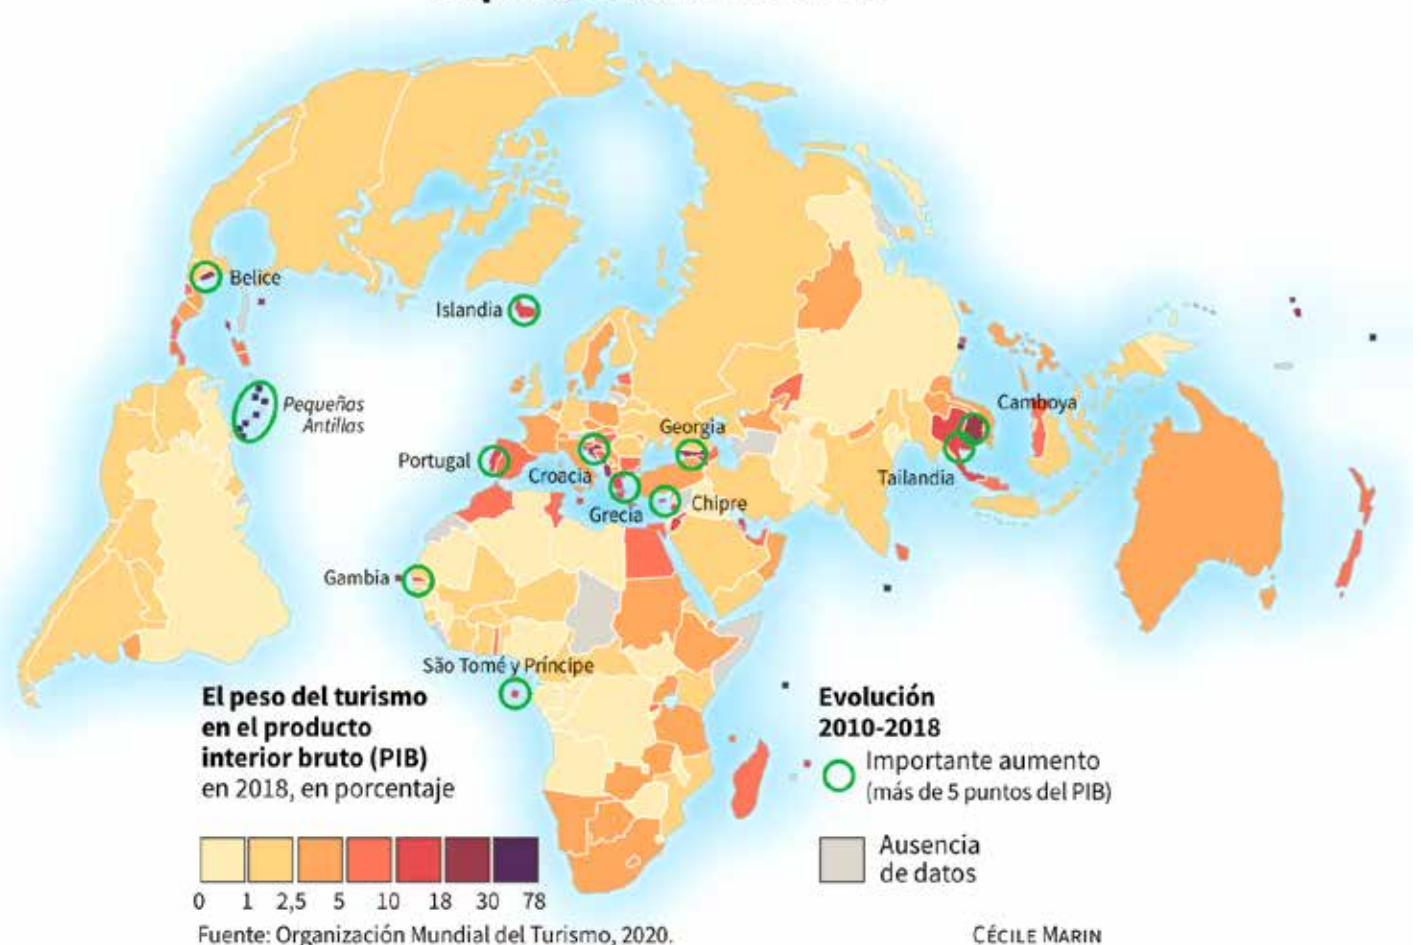 Belice
Islandia
Pequeñas
Antillas
Portugal
Croacia
Georgia
Grecia
Chipre
Camboya
Tailandia
Gambia
São Tomé y Príncipe
El peso del turismo
en el producto
interior bruto (PIB)
en 2018, en porcentaje
0 1 2,5 5 10 18 30 78
Fuente: Organización Mundial del Turismo, 2020.
Evolución
2010-2018
Importante aumento
(más de 5 puntos del PIB)
Ausencia
de datos
CÉCILE MARIN